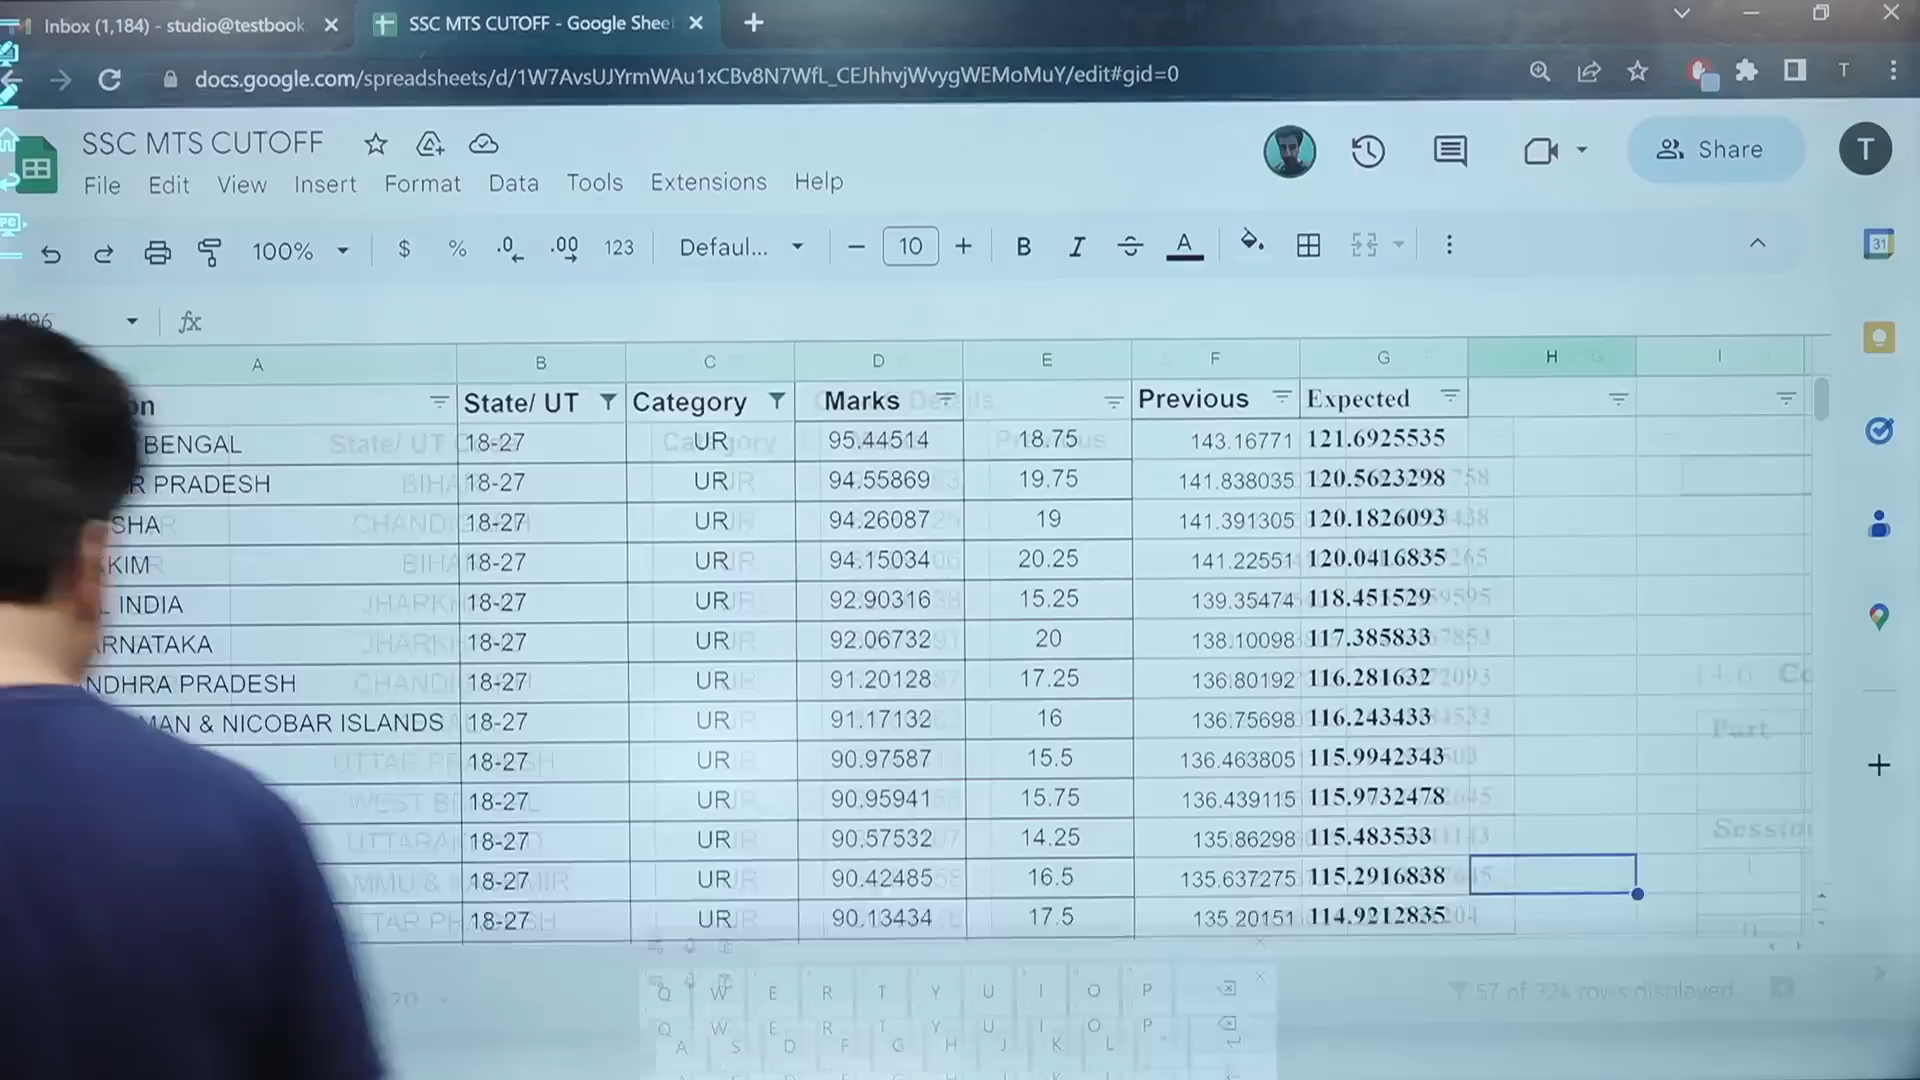 Inbox (1,184) - studio@testbook
SSC MTS CUTOFF - Google Shee
docs.google.com/spreadsheets/d/1W7AvsUJYrmWAu1xCBv8N7WfL_CEJhhvjWvygWEMoMuY/edit#gid=0
T
SSC MTS CUTOFF
Share
T
File Edit View Insert Format Data Tools Extensions Help
100% $ % .0 .00 123 Defaul... − 10 + B I S A
31
fx
A B C D E F G H I
on State/ UT Category Marks Previous Expected
BENGAL 18-27 UR 95.44514 18.75 143.16771 121.6925535
R PRADESH 18-27 UR 94.55869 19.75 141.838035 120.5623298
SHA 18-27 UR 94.26087 19 141.391305 120.1826093
KIM 18-27 UR 94.15034 20.25 141.22551 120.0416835
L INDIA 18-27 UR 92.90316 15.25 139.35474 118.451529
RNATAKA 18-27 UR 92.06732 20 138.10098 117.385833
NDHRA PRADESH 18-27 UR 91.20128 17.25 136.80192 116.281632
MAN & NICOBAR ISLANDS 18-27 UR 91.17132 16 136.75698 116.243433
18-27 UR 90.97587 15.5 136.463805 115.9942343
18-27 UR 90.95941 15.75 136.439115 115.9732478
18-27 UR 90.57532 14.25 135.86298 115.483533
18-27 UR 90.42485 16.5 135.637275 115.2916838
18-27 UR 90.13434 17.5 135.20151 114.9212835
57 of 324 rows displayed
Q W E R T Y U I O P
Q W E R T Y U I O P
A S D F G H J K L